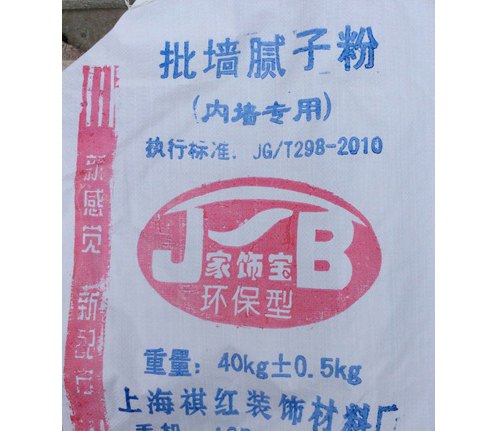 批墙腻子粉
(内墙专用)
执行标准. JG/T298-2010
新感觉
JB
家饰宝
环保型
重量: 40kg±0.5kg
上海祺红装饰材料厂